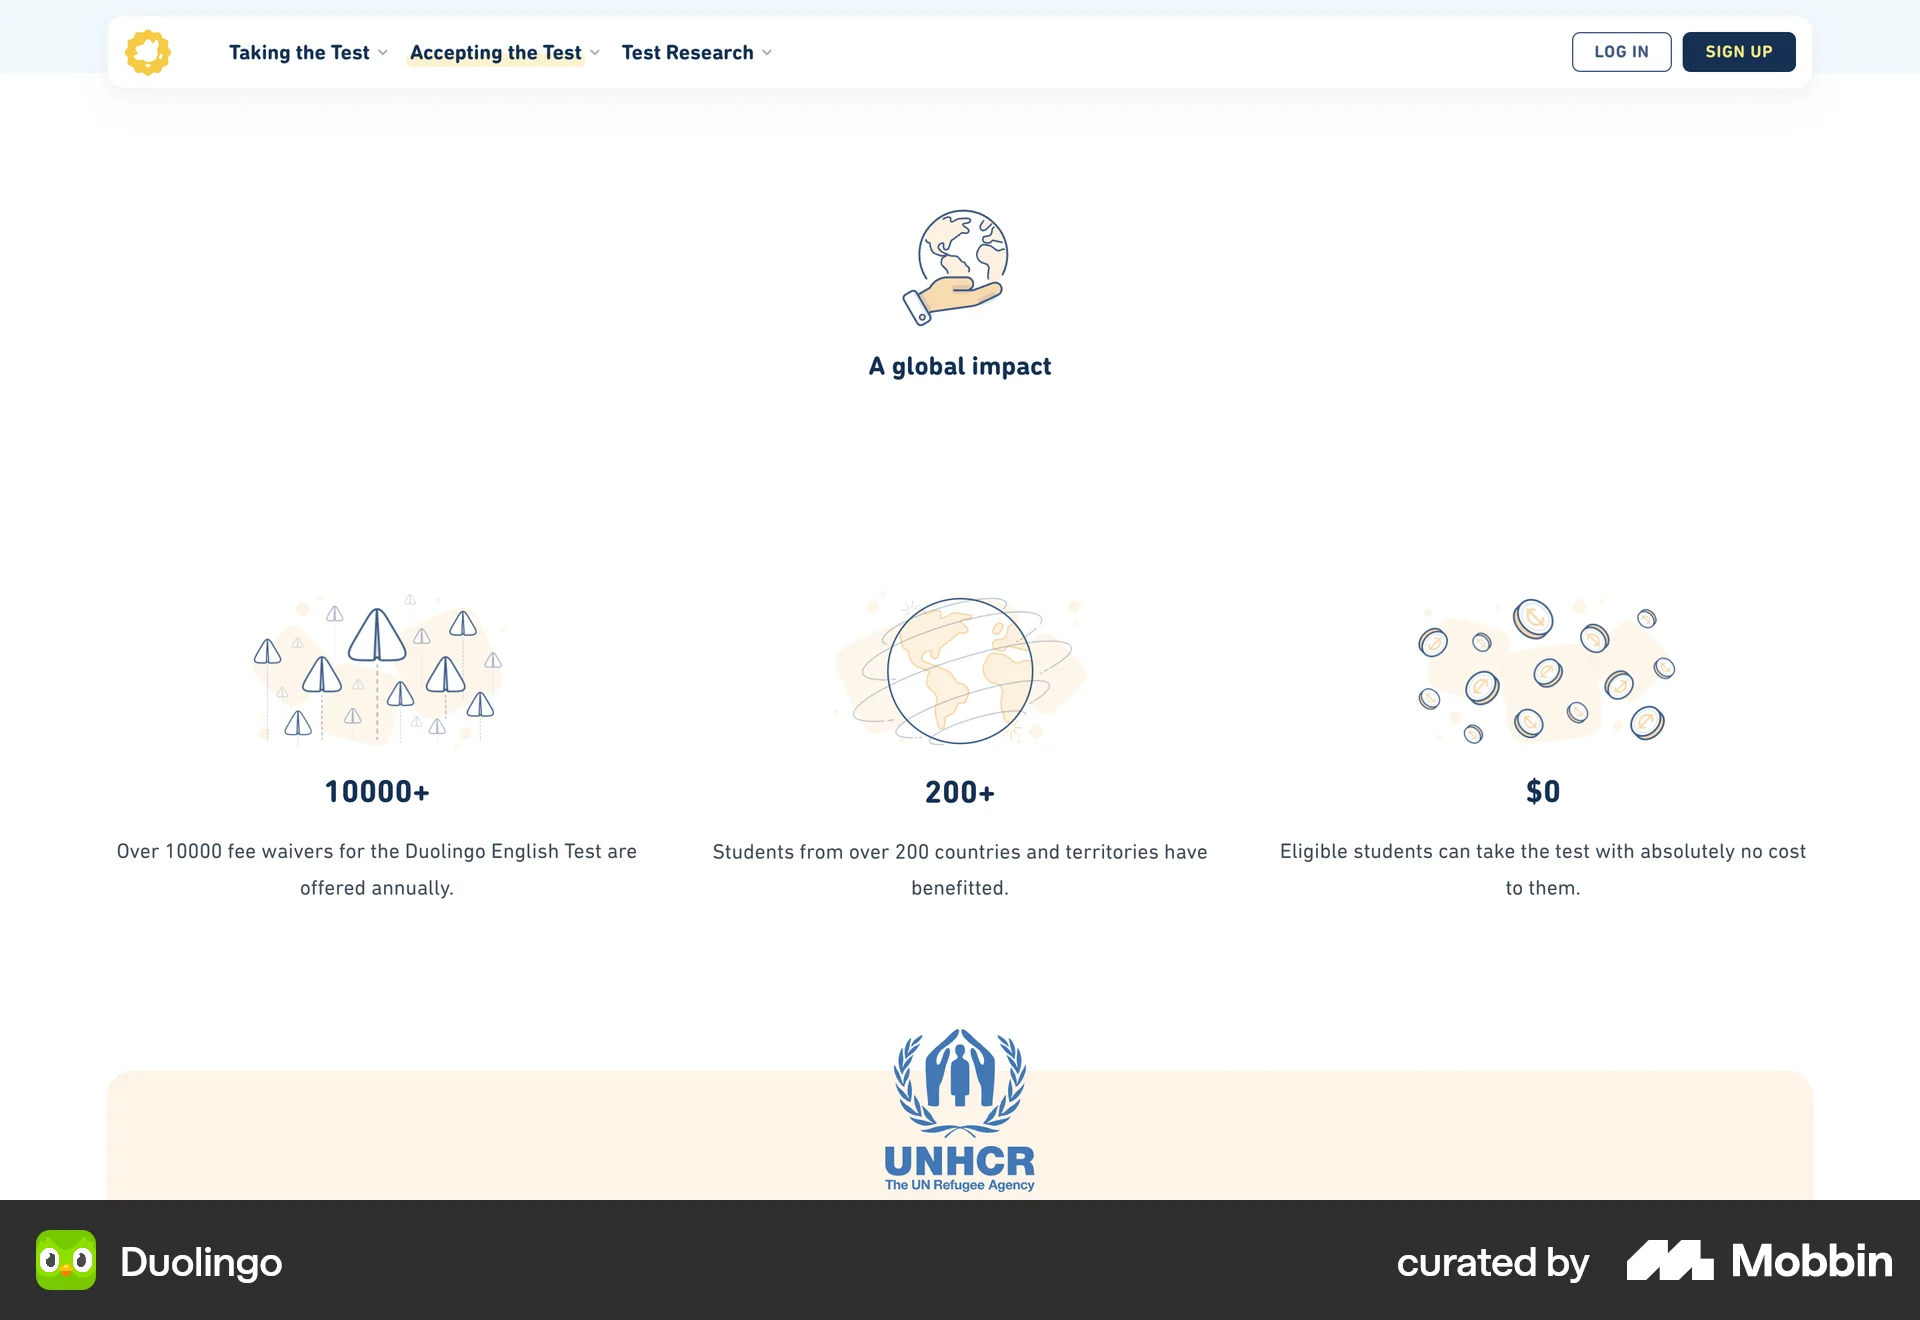 Taking the Test
Accepting the Test
Test Research
LOG IN
SIGN UP
A global impact
10000+
Over 10000 fee waivers for the Duolingo English Test are
offered annually.
200+
Students from over 200 countries and territories have
benefitted.
$0
Eligible students can take the test with absolutely no cost
to them.
UNHCR
The UN Refugee Agency
Duolingo
curated by
Mobbin